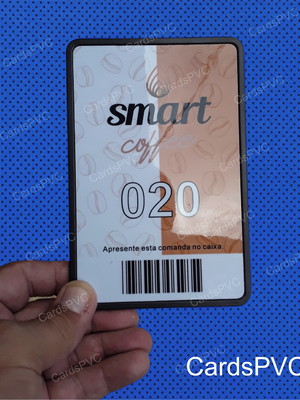 smart
coffee
020
Apresente esta comanda no caixa
CardsPVC